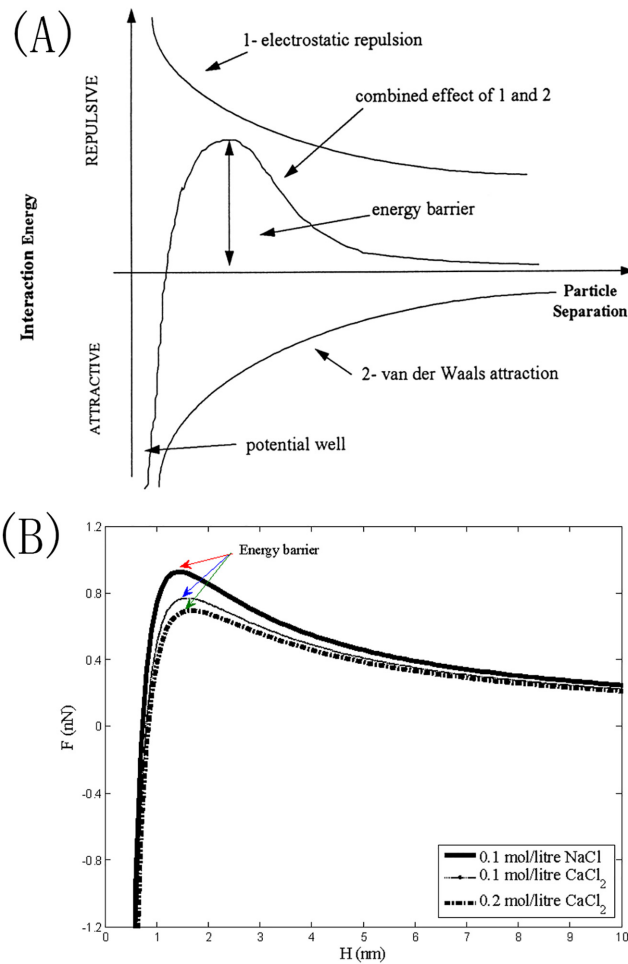 (A)
1- electrostatic repulsion
combined effect of 1 and 2
REPULSIVE
energy barrier
Interaction Energy
Particle
Separation
ATTRACTIVE
2- van der Waals attraction
potential well
(B)
1.2
Energy barrier
0.8
0.4
F (nN)
0
-0.4
-0.8
0.1 mol/litre NaCl
0.1 mol/litre CaCl2
0.2 mol/litre CaCl2
-1.2
0 1 2 3 4 5 6 7 8 9 10
H (nm)